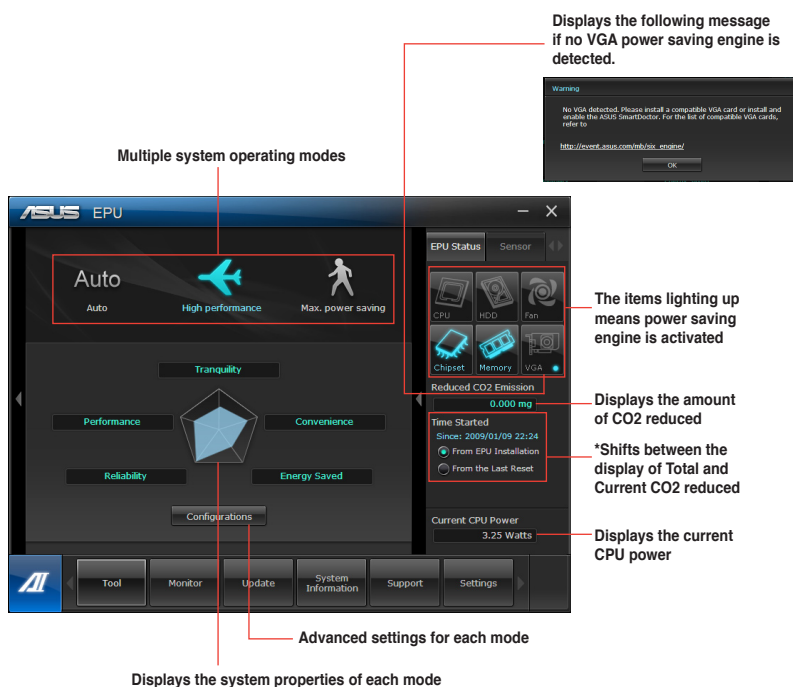 Displays the following message
if no VGA power saving engine is
detected.
Warning
No VGA detected. Please install a compatible VGA card or install and
enable the ASUS SmartDoctor. For the list of compatible VGA cards,
refer to
http://event.asus.com/mb/six_engine/
OK
Multiple system operating modes
ASUS EPU
EPU Status
Sensor
Auto
Auto
High performance
Max. power saving
CPU
HDD
Fan
Chipset
Memory
VGA
The items lighting up
means power saving
engine is activated
Tranquility
Performance
Convenience
Reliability
Energy Saved
Configurations
Reduced CO2 Emission
0.000 mg
Displays the amount
of CO2 reduced
Time Started
Since: 2009/01/09 22:24
From EPU Installation
From the Last Reset
*Shifts between the
display of Total and
Current CO2 reduced
Current CPU Power
3.25 Watts
Displays the current
CPU power
AI
Tool
Monitor
Update
System
Information
Support
Settings
Advanced settings for each mode
Displays the system properties of each mode